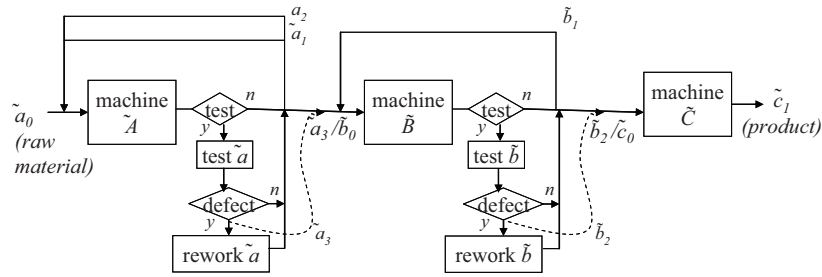 a₂
ã₁
b̃₁
ã₀
(raw
material)
machine
Ã
test
n
y
ã₃/b̃₀
machine
B̃
test
n
y
b̃₂/c̃₀
machine
C̃
c̃₁
(product)
test ã
test b̃
defect
n
y
defect
n
y
ã₃
b̃₂
rework ã
rework b̃